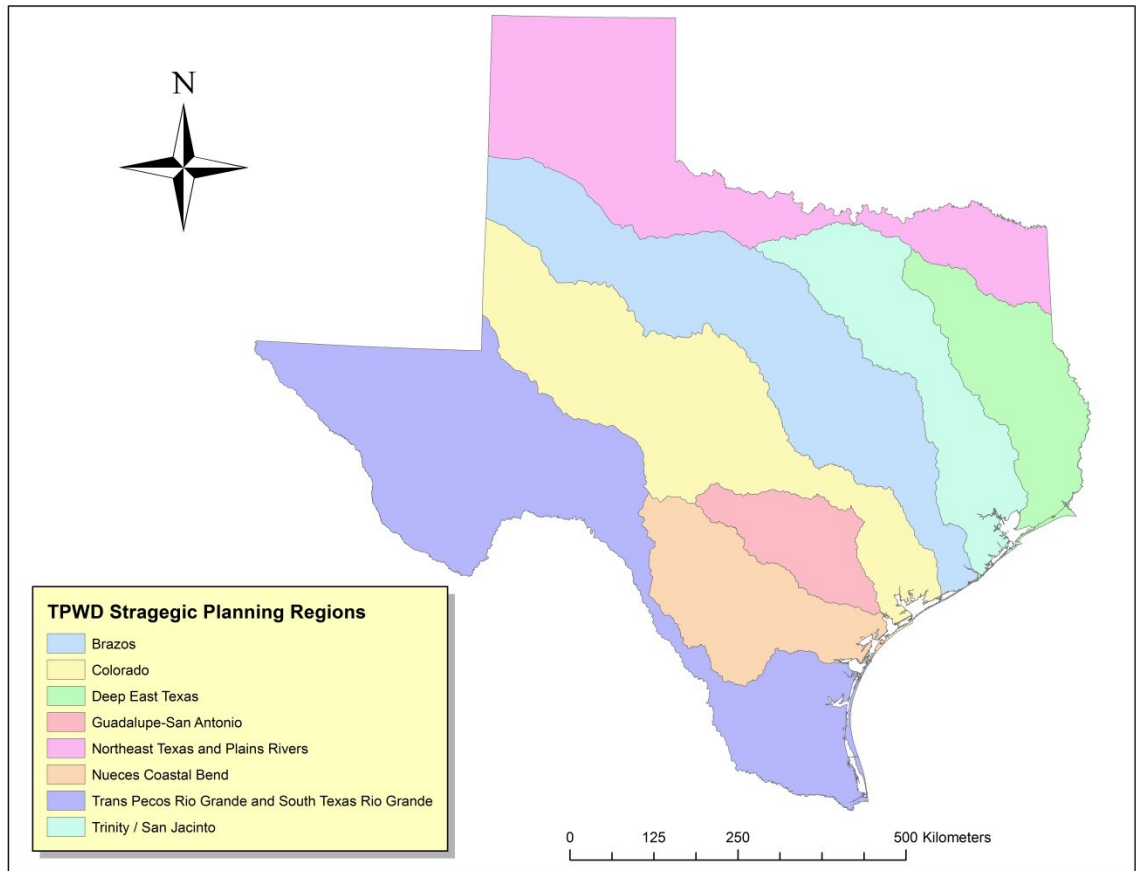 N
TPWD Stragegic Planning Regions
Brazos
Colorado
Deep East Texas
Guadalupe-San Antonio
Northeast Texas and Plains Rivers
Nueces Coastal Bend
Trans Pecos Rio Grande and South Texas Rio Grande
Trinity / San Jacinto
0 125 250 500 Kilometers